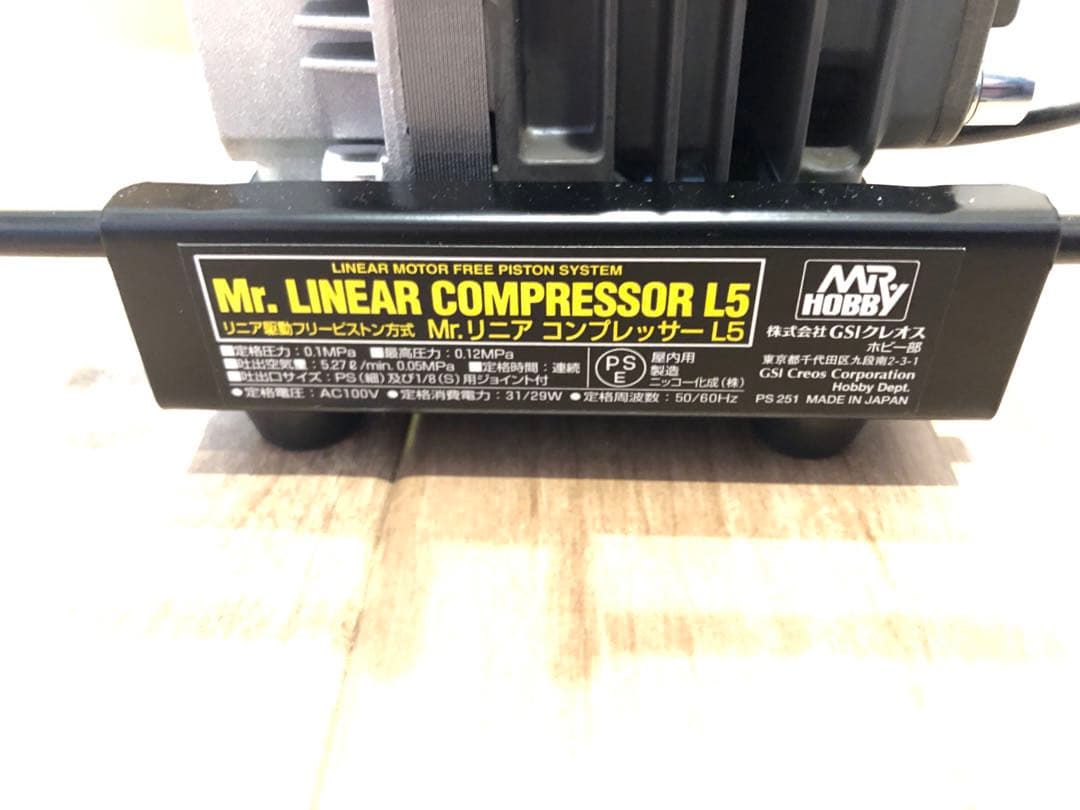 LINEAR MOTOR FREE PISTON SYSTEM
Mr. LINEAR COMPRESSOR L5
リニア駆動フリーピストン方式 Mr.リニア コンプレッサー L5
■定格圧力：0.1MPa ■最高圧力：0.12MPa
■吐出空気量：5.27ℓ/min. 0.05MPa ■定格時間：連続
■吐出口サイズ：PS(細)及び1/8(S)用ジョイント付
●定格電圧：AC100V ●定格消費電力：31/29W ●定格周波数：50/60Hz
PS
E
屋内用
製造
ニッコー化成(株)
MR. HOBBY
株式会社GSIクレオス
ホビー部
東京都千代田区九段南2-3-1
GSI Creos Corporation
Hobby Dept.
PS 251 MADE IN JAPAN